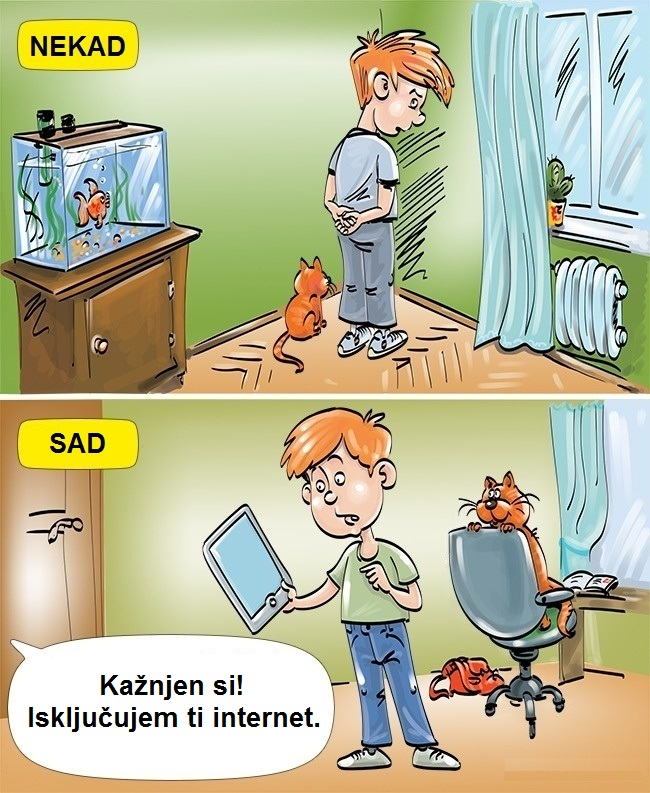 NEKAD
SAD
Kažnjen si!
Isključujem ti internet.